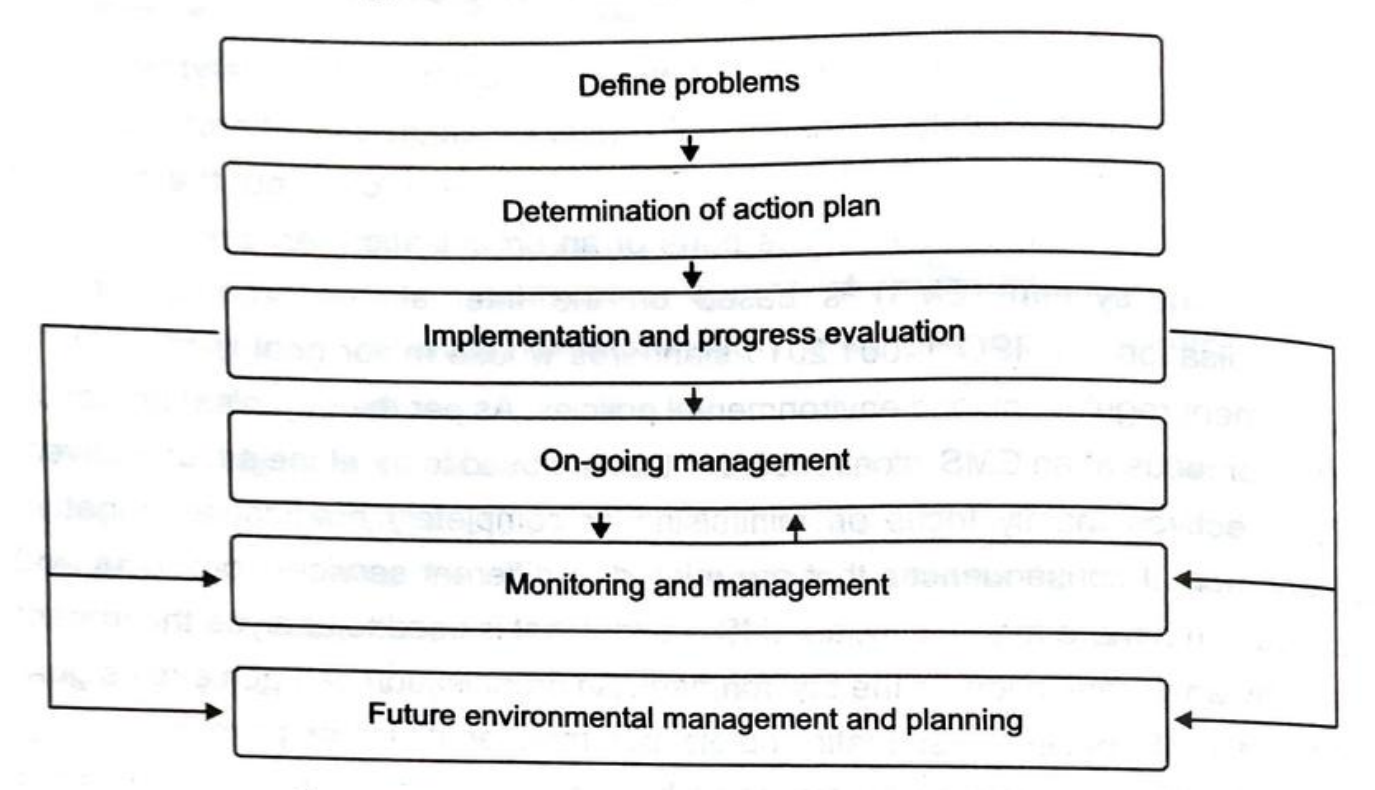 Define problems
Determination of action plan
Implementation and progress evaluation
On-going management
Monitoring and management
Future environmental management and planning